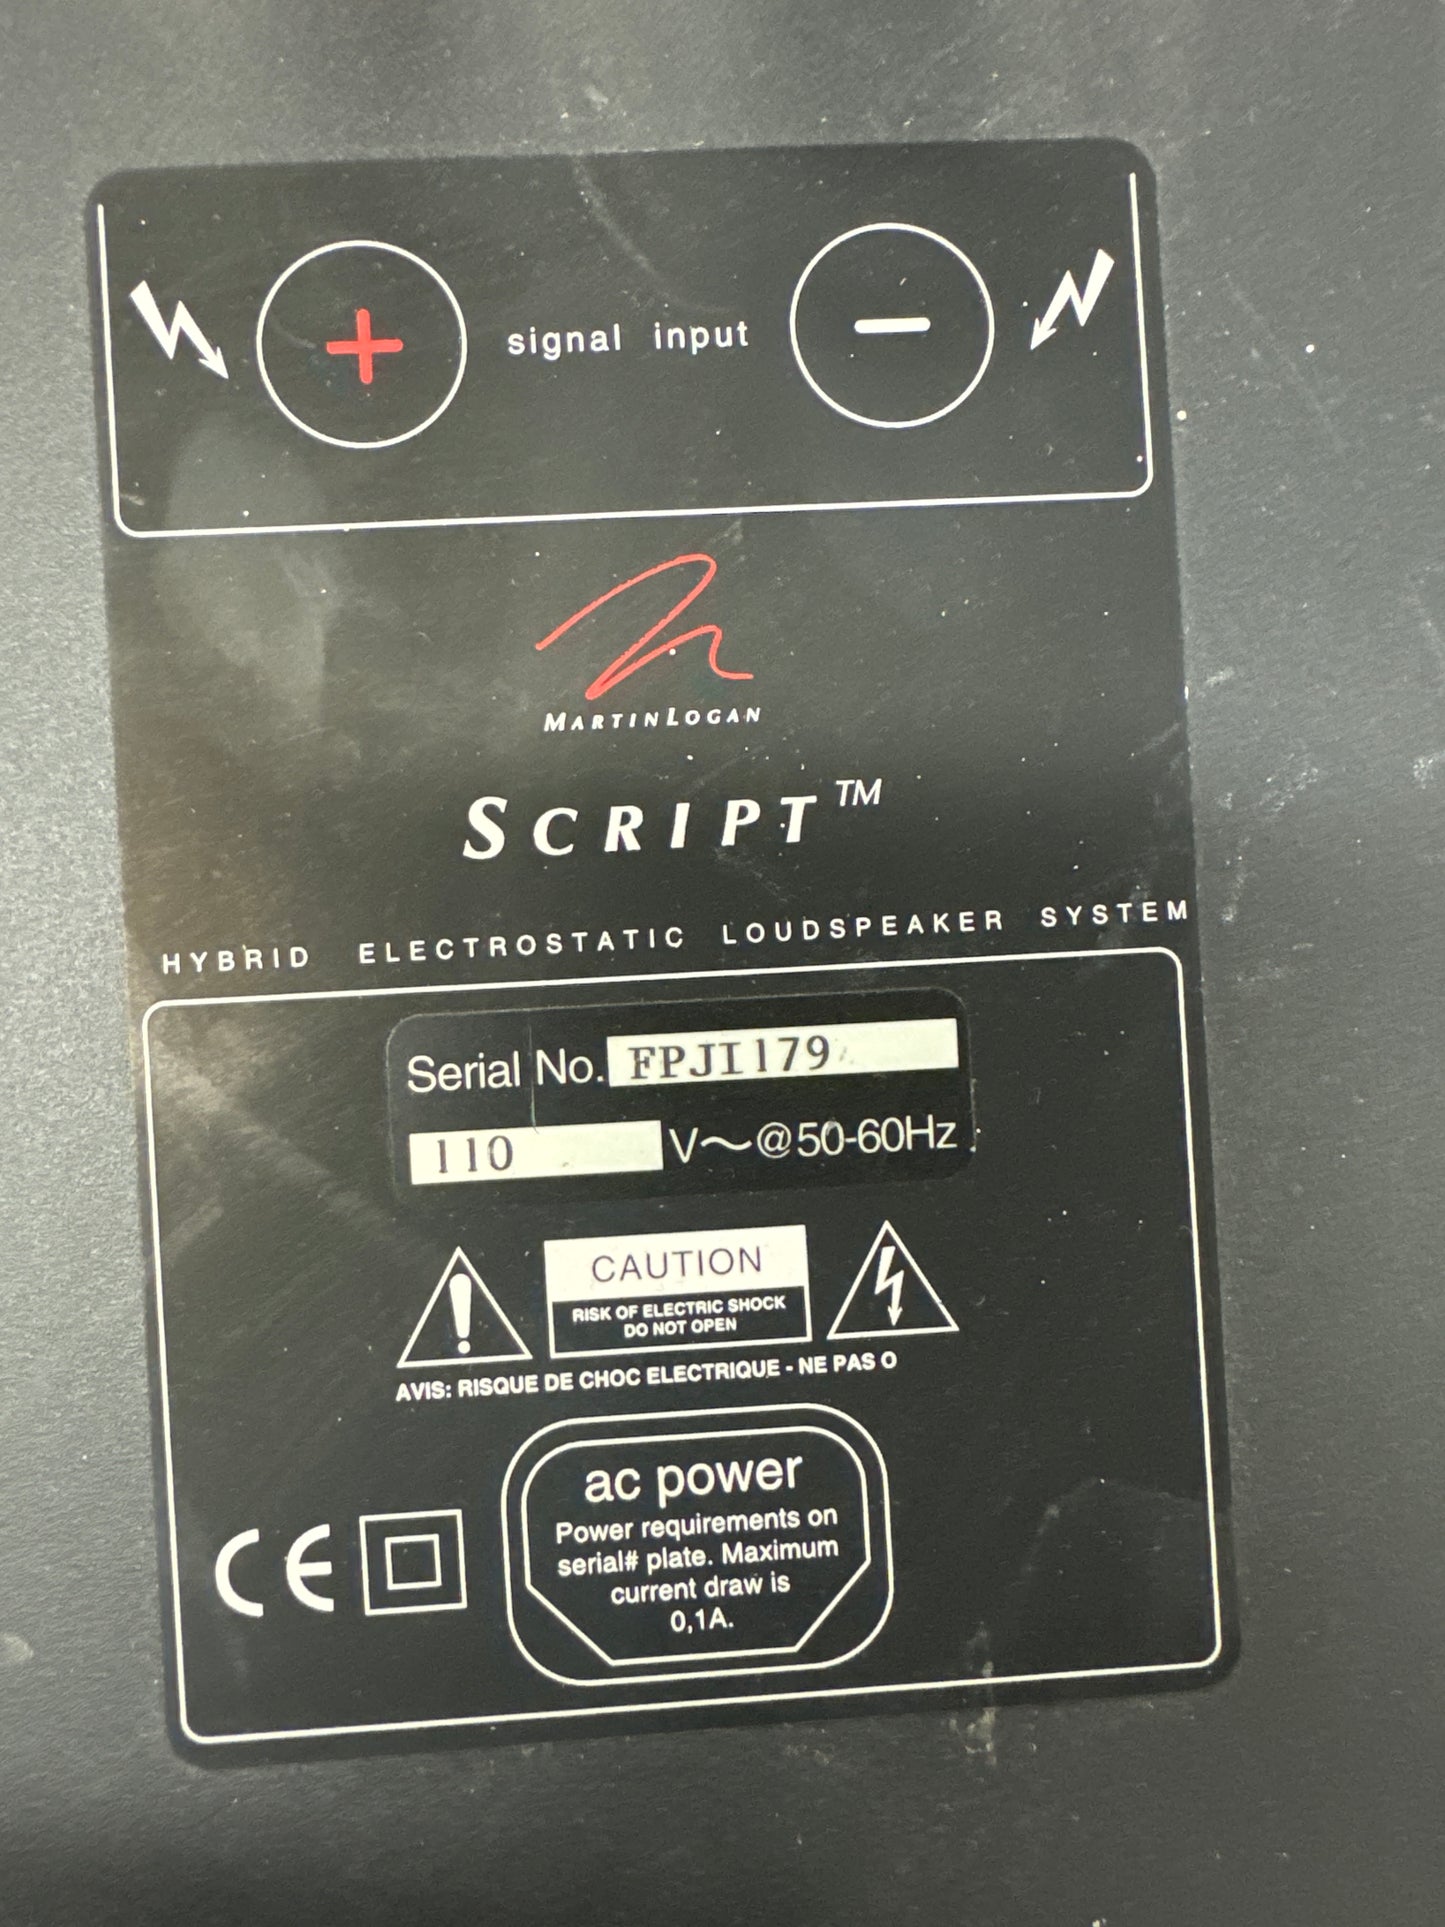 + signal input −
MARTINLOGAN
SCRIPT™
HYBRID ELECTROSTATIC LOUDSPEAKER SYSTEM
Serial No. FPJI179
110 V~@50-60Hz
CAUTION
RISK OF ELECTRIC SHOCK
DO NOT OPEN
AVIS: RISQUE DE CHOC ELECTRIQUE - NE PAS O
ac power
Power requirements on
serial# plate. Maximum
current draw is
0,1A.
CE